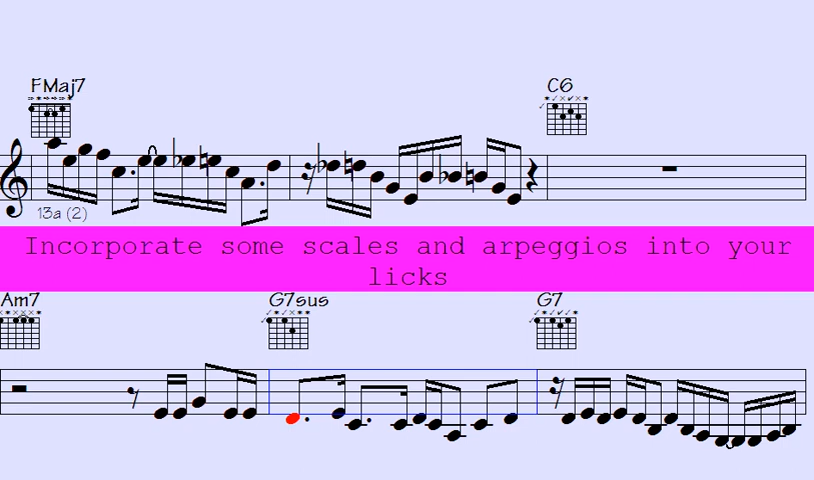 FMaj7 C6
13a (2)
Incorporate some scales and arpeggios into your
licks
Am7 G7sus G7